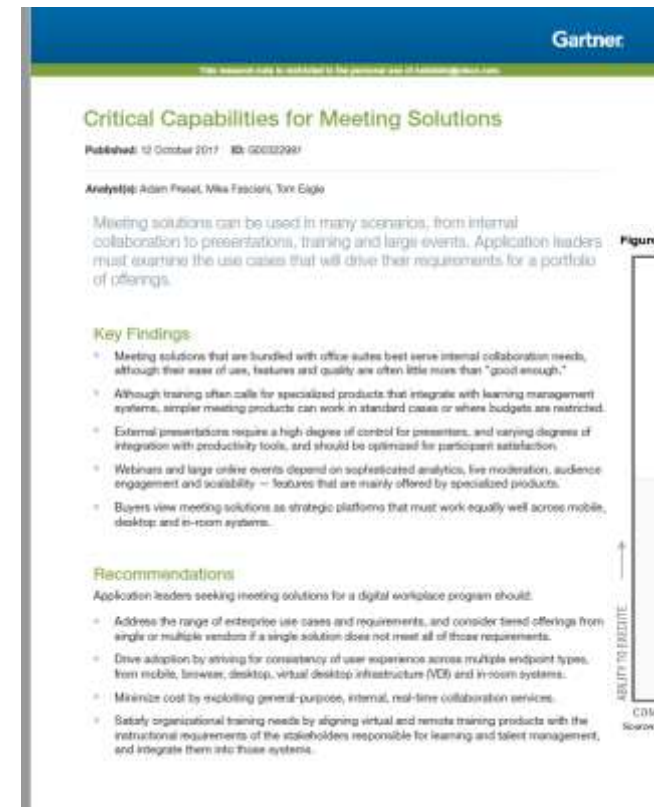 Gartner
This research note is restricted to the personal use of
Critical Capabilities for Meeting Solutions
Published: 12 October 2017 ID:
Analyst(s): Adam Preset, Mike Fasciani, Tom Eagle
Meeting solutions can be used in many scenarios, from internal
collaboration to presentations, training and large events. Application leaders
must examine the use cases that will drive their requirements for a portfolio
of offerings.
Key Findings
Meeting solutions that are bundled with office suites best serve internal collaboration needs,
although their ease of use, features and quality are often little more than "good enough."
Although training often calls for specialized products that integrate with learning management
systems, simpler meeting products can work in standard cases or where budgets are restricted.
External presentations require a high degree of control for presenters, and varying degrees of
integration with productivity tools, and should be optimized for participant satisfaction.
Webinars and large online events depend on sophisticated analytics, live moderation, audience
engagement and scalability — features that are mainly offered by specialized products.
Buyers view meeting solutions as strategic platforms that must work equally well across mobile,
desktop and in-room systems.
Recommendations
Application leaders seeking meeting solutions for a digital workplace program should:
Address the range of enterprise use cases and requirements, and consider tiered offerings from
single or multiple vendors if a single solution does not meet all of those requirements.
Drive adoption by striving for consistency of user experience across multiple endpoint types,
from mobile, browser, desktop, virtual desktop infrastructure (VDI) and in-room systems.
Minimize cost by exploiting general-purpose, internal, real-time collaboration services.
Satisfy organizational training needs by aligning virtual and remote training products with the
instructional requirements of the stakeholders responsible for learning and talent management,
and integrate them into those systems.
Figure
ABILITY TO EXECUTE
COM
Source